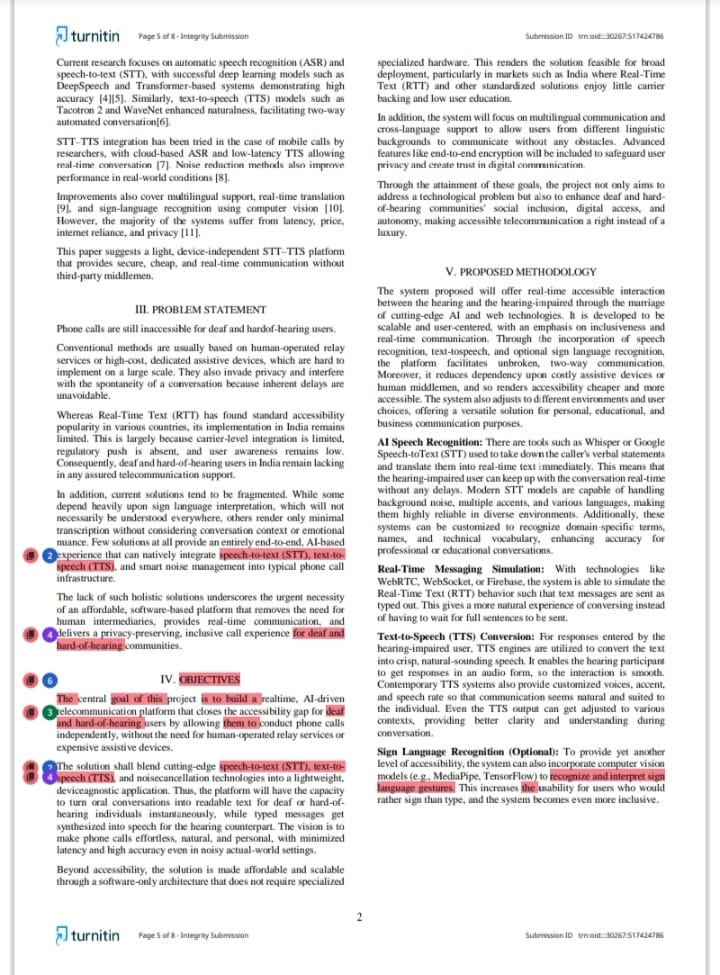 turnitin Page 5 of 8 - Integrity Submission Submission ID trn:oid:::30267:517424786
Current research focuses on automatic speech recognition (ASR) and
speech-to-text (STT), with successful deep learning models such as
DeepSpeech and Transformer-based systems demonstrating high
accuracy [4][5]. Similarly, text-to-speech (TTS) models such as
Tacotron 2 and WaveNet enhanced naturalness, facilitating two-way
automated conversation[6].
STT–TTS integration has been tried in the case of mobile calls by
researchers, with cloud-based ASR and low-latency TTS allowing
real-time conversation [7]. Noise reduction methods also improve
performance in real-world conditions [8].
Improvements also cover multilingual support, real-time translation
[9], and sign-language recognition using computer vision [10].
However, the majority of the systems suffer from latency, price,
internet reliance, and privacy [11].
This paper suggests a light, device-independent STT–TTS platform
that provides secure, cheap, and real-time communication without
third-party middlemen.
III. PROBLEM STATEMENT
Phone calls are still inaccessible for deaf and hardof-hearing users.
Conventional methods are usually based on human-operated relay
services or high-cost, dedicated assistive devices, which are hard to
implement on a large scale. They also invade privacy and interfere
with the spontaneity of a conversation because inherent delays are
unavoidable.
Whereas Real-Time Text (RTT) has found standard accessibility
popularity in various countries, its implementation in India remains
limited. This is largely because carrier-level integration is limited,
regulatory push is absent, and user awareness remains low.
Consequently, deaf and hard-of-hearing users in India remain lacking
in any assured telecommunication support.
In addition, current solutions tend to be fragmented. While some
depend heavily upon sign language interpretation, which will not
necessarily be understood everywhere, others render only minimal
transcription without considering conversation context or emotional
nuance. Few solutions at all provide an entirely end-to-end, AI-based
2 experience that can natively integrate speech-to-text (STT), text-to-
speech (TTS), and smart noise management into typical phone call
infrastructure.
The lack of such holistic solutions underscores the urgent necessity
of an affordable, software-based platform that removes the need for
human intermediaries, provides real-time communication, and
4 delivers a privacy-preserving, inclusive call experience for deaf and
hard-of-hearing communities.
6 IV. OBJECTIVES
The central goal of this project is to build a realtime, AI-driven
3 telecommunication platform that closes the accessibility gap for deaf
and hard-of-hearing users by allowing them to conduct phone calls
independently, without the need for human-operated relay services or
expensive assistive devices.
The solution shall blend cutting-edge speech-to-text (STT), text-to-
4 speech (TTS), and noisecancellation technologies into a lightweight,
deviceagnostic application. Thus, the platform will have the capacity
to turn oral conversations into readable text for deaf or hard-of-
hearing individuals instantaneously, while typed messages get
synthesized into speech for the hearing counterpart. The vision is to
make phone calls effortless, natural, and personal, with minimized
latency and high accuracy even in noisy actual-world settings.
Beyond accessibility, the solution is made affordable and scalable
through a software-only architecture that does not require specialized
specialized hardware. This renders the solution feasible for broad
deployment, particularly in markets such as India where Real-Time
Text (RTT) and other standardized solutions enjoy little carrier
backing and low user education.
In addition, the system will focus on multilingual communication and
cross-language support to allow users from different linguistic
backgrounds to communicate without any obstacles. Advanced
features like end-to-end encryption will be included to safeguard user
privacy and create trust in digital communication.
Through the attainment of these goals, the project not only aims to
address a technological problem but also to enhance deaf and hard-
of-hearing communities' social inclusion, digital access, and
autonomy, making accessible telecommunication a right instead of a
luxury.
V. PROPOSED METHODOLOGY
The system proposed will offer real-time accessible interaction
between the hearing and the hearing-impaired through the marriage
of cutting-edge AI and web technologies. It is developed to be
scalable and user-centered, with an emphasis on inclusiveness and
real-time communication. Through the incorporation of speech
recognition, text-tospeech, and optional sign language recognition,
the platform facilitates unbroken, two-way communication.
Moreover, it reduces dependency upon costly assistive devices or
human middlemen, and so renders accessibility cheaper and more
accessible. The system also adjusts to different environments and user
choices, offering a versatile solution for personal, educational, and
business communication purposes.
AI Speech Recognition: There are tools such as Whisper or Google
Speech-toText (STT) used to take down the caller's verbal statements
and translate them into real-time text immediately. This means that
the hearing-impaired user can keep up with the conversation real-time
without any delays. Modern STT models are capable of handling
background noise, multiple accents, and various languages, making
them highly reliable in diverse environments. Additionally, these
systems can be customized to recognize domain-specific terms,
names, and technical vocabulary, enhancing accuracy for
professional or educational conversations.
Real-Time Messaging Simulation: With technologies like
WebRTC, WebSocket, or Firebase, the system is able to simulate the
Real-Time Text (RTT) behavior such that text messages are sent as
typed out. This gives a more natural experience of conversing instead
of having to wait for full sentences to be sent.
Text-to-Speech (TTS) Conversion: For responses entered by the
hearing-impaired user, TTS engines are utilized to convert the text
into crisp, natural-sounding speech. It enables the hearing participant
to get responses in an audio form, so the interaction is smooth.
Contemporary TTS systems also provide customized voices, accent,
and speech rate so that communication seems natural and suited to
the individual. Even the TTS output can get adjusted to various
contexts, providing better clarity and understanding during
conversation.
Sign Language Recognition (Optional): To provide yet another
level of accessibility, the system can also incorporate computer vision
models (e.g., MediaPipe, TensorFlow) to recognize and interpret sign
language gestures. This increases the usability for users who would
rather sign than type, and the system becomes even more inclusive.
2
turnitin Page 5 of 8 - Integrity Submission Submission ID trn:oid:::30267:517424786